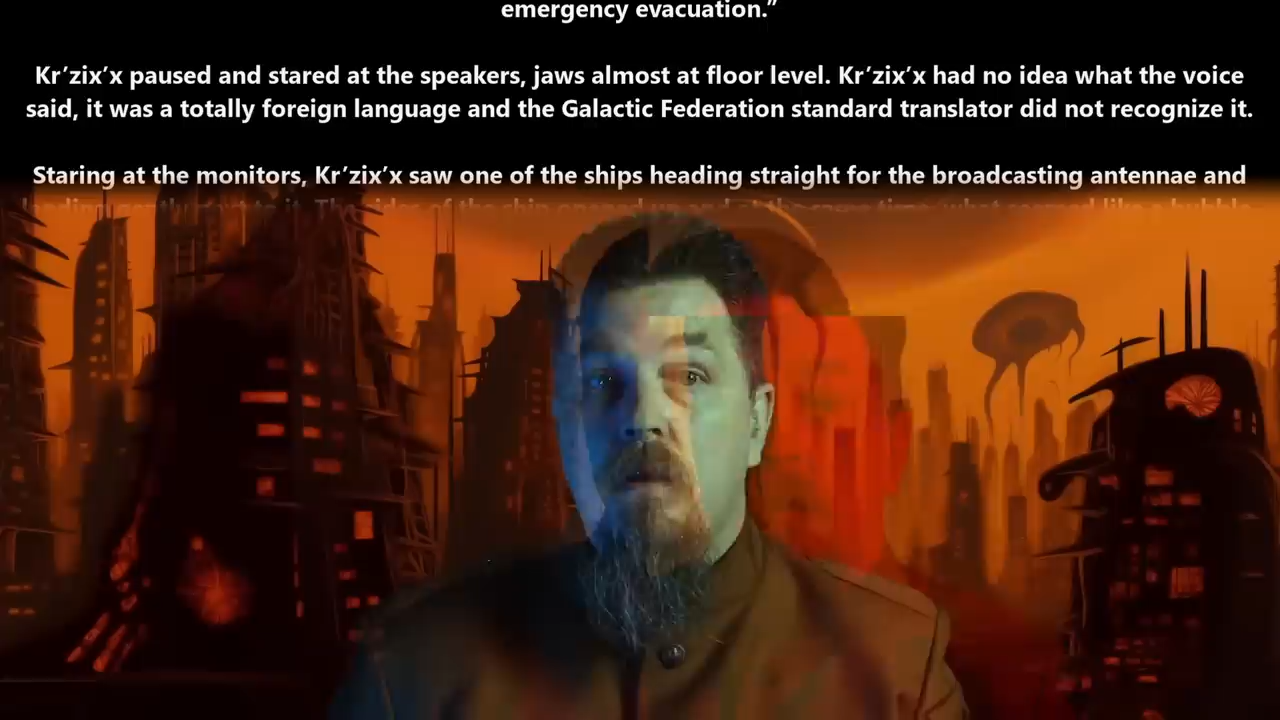 emergency evacuation.”
Kr’zix’x paused and stared at the speakers, jaws almost at floor level. Kr’zix’x had no idea what the voice
said, it was a totally foreign language and the Galactic Federation standard translator did not recognize it.
Staring at the monitors, Kr’zix’x saw one of the ships heading straight for the broadcasting antennae and